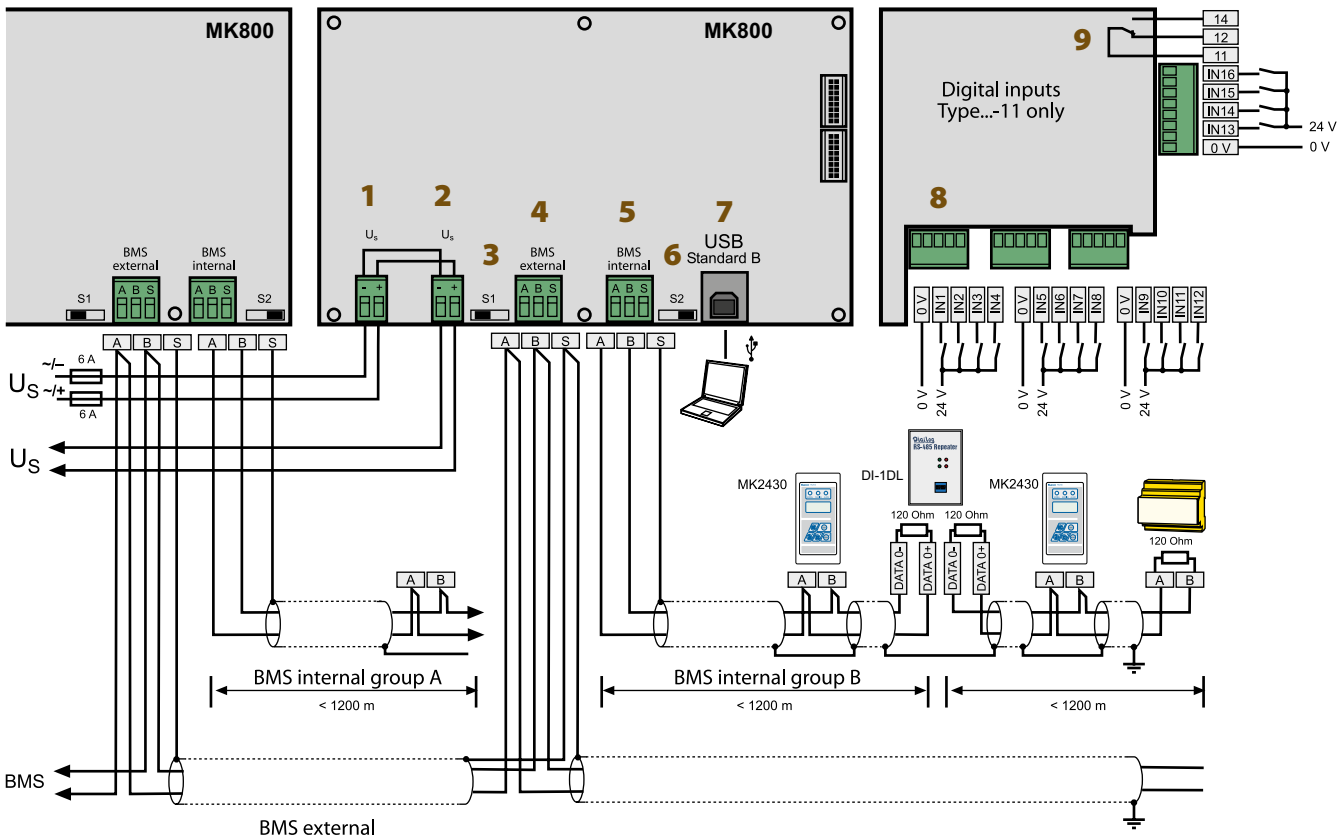 MK800
BMS
external
BMS
internal
A B S
A B S
S1
S2
MK800
1
2
3
4
5
6
7
Us
Us
- +
- +
S1
BMS
external
A B S
BMS
internal
A B S
S2
USB
Standard B
9
Digital inputs
Type...-11 only
8
14
12
11
IN16
IN15
IN14
IN13
0 V
24 V
0 V
0 V
IN1
IN2
IN3
IN4
0 V
IN5
IN6
IN7
IN8
0 V
IN9
IN10
IN11
IN12
0 V
24 V
0 V
24 V
0 V
24 V
A B S
A B S
A B S
A B S
US
~/–
6 A
~/+
6 A
US
MK2430
DI-1DL
DigiLog
RS-485 Repeater
MK2430
120 Ohm
120 Ohm
120 Ohm
DATA 0-
DATA 0+
DATA 0-
DATA 0+
A B
A B
A B
A B
BMS internal group A
< 1200 m
BMS internal group B
< 1200 m
< 1200 m
BMS
BMS external